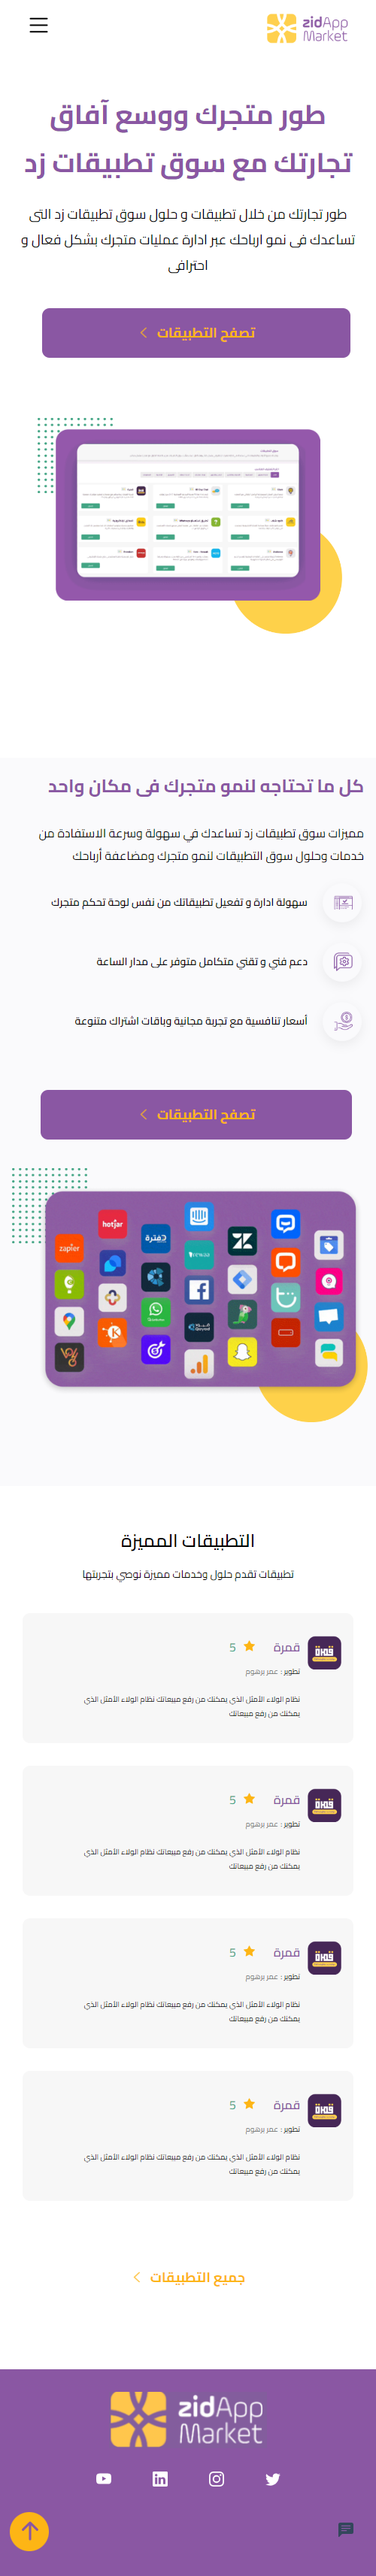 zidApp
Market
طور متجرك ووسع آفاق
تجارتك مع سوق تطبيقات زد
طور تجارتك من خلال تطبيقات و حلول سوق تطبيقات زد التى
تساعدك فى نمو ارباحك عبر ادارة عمليات متجرك بشكل فعال و
احترافى
تصفح التطبيقات
كل ما تحتاجه لنمو متجرك فى مكان واحد
مميزات سوق تطبيقات زد تساعدك في سهولة وسرعة الاستفادة من
خدمات وحلول سوق التطبيقات لنمو متجرك ومضاعفة أرباحك
سهولة ادارة و تفعيل تطبيقاتك من نفس لوحة تحكم متجرك
دعم فني و تقني متكامل متوفر على مدار الساعة
أسعار تنافسية مع تجربة مجانية وباقات اشتراك متنوعة
تصفح التطبيقات
hotjar
zapier
دفترة
التطبيقات المميزة
تطبيقات تقدم حلول وخدمات مميزة نوصي بتجربتها
قمرة
5
تطوير : عمر برهوم
نظام الولاء الأمثل الذي يمكنك من رفع مبيعاتك نظام الولاء الأمثل الذي
يمكنك من رفع مبيعاتك
قمرة
5
تطوير : عمر برهوم
نظام الولاء الأمثل الذي يمكنك من رفع مبيعاتك نظام الولاء الأمثل الذي
يمكنك من رفع مبيعاتك
قمرة
5
تطوير : عمر برهوم
نظام الولاء الأمثل الذي يمكنك من رفع مبيعاتك نظام الولاء الأمثل الذي
يمكنك من رفع مبيعاتك
قمرة
5
تطوير : عمر برهوم
نظام الولاء الأمثل الذي يمكنك من رفع مبيعاتك نظام الولاء الأمثل الذي
يمكنك من رفع مبيعاتك
جميع التطبيقات
zidApp
Market